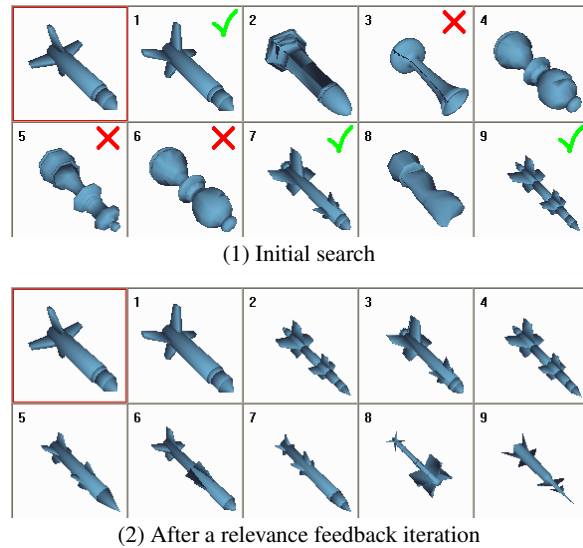 1 2 3 4
5 6 7 8 9
(1) Initial search
1 2 3 4
5 6 7 8 9
(2) After a relevance feedback iteration